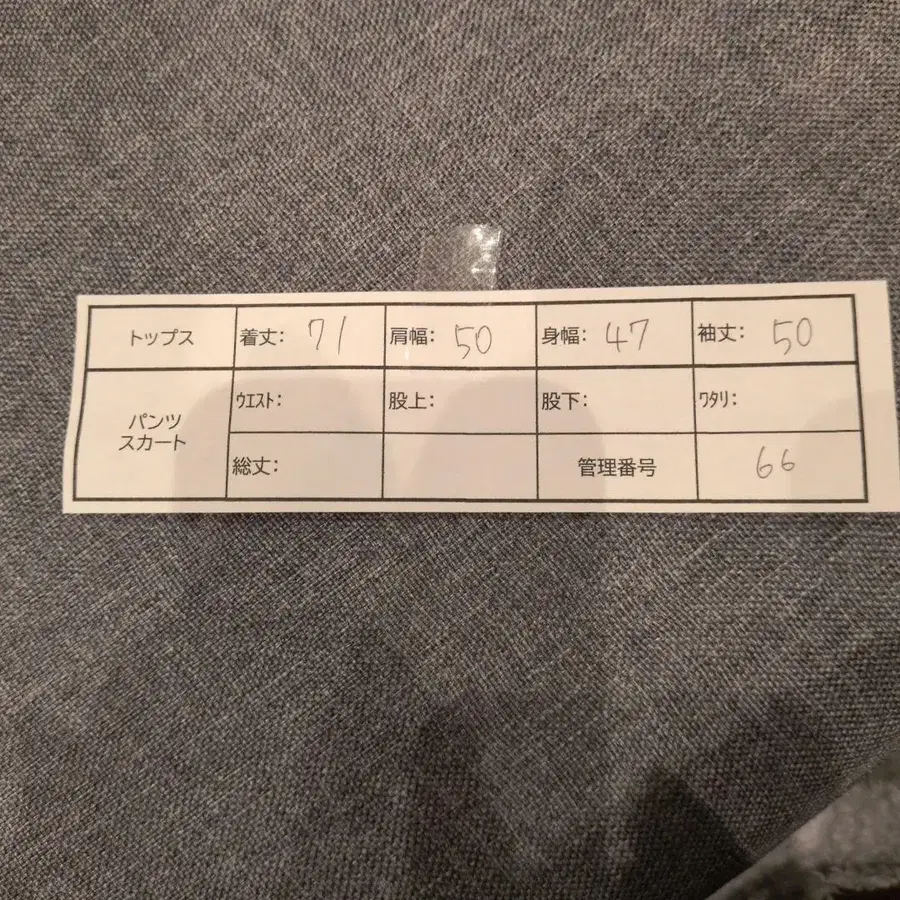 トップス 着丈: 71 肩幅: 50 身幅: 47 袖丈: 50
パンツ
スカート
ｳｴｽﾄ: 股上: 股下: ﾜﾀﾘ:
総丈: 管理番号 66